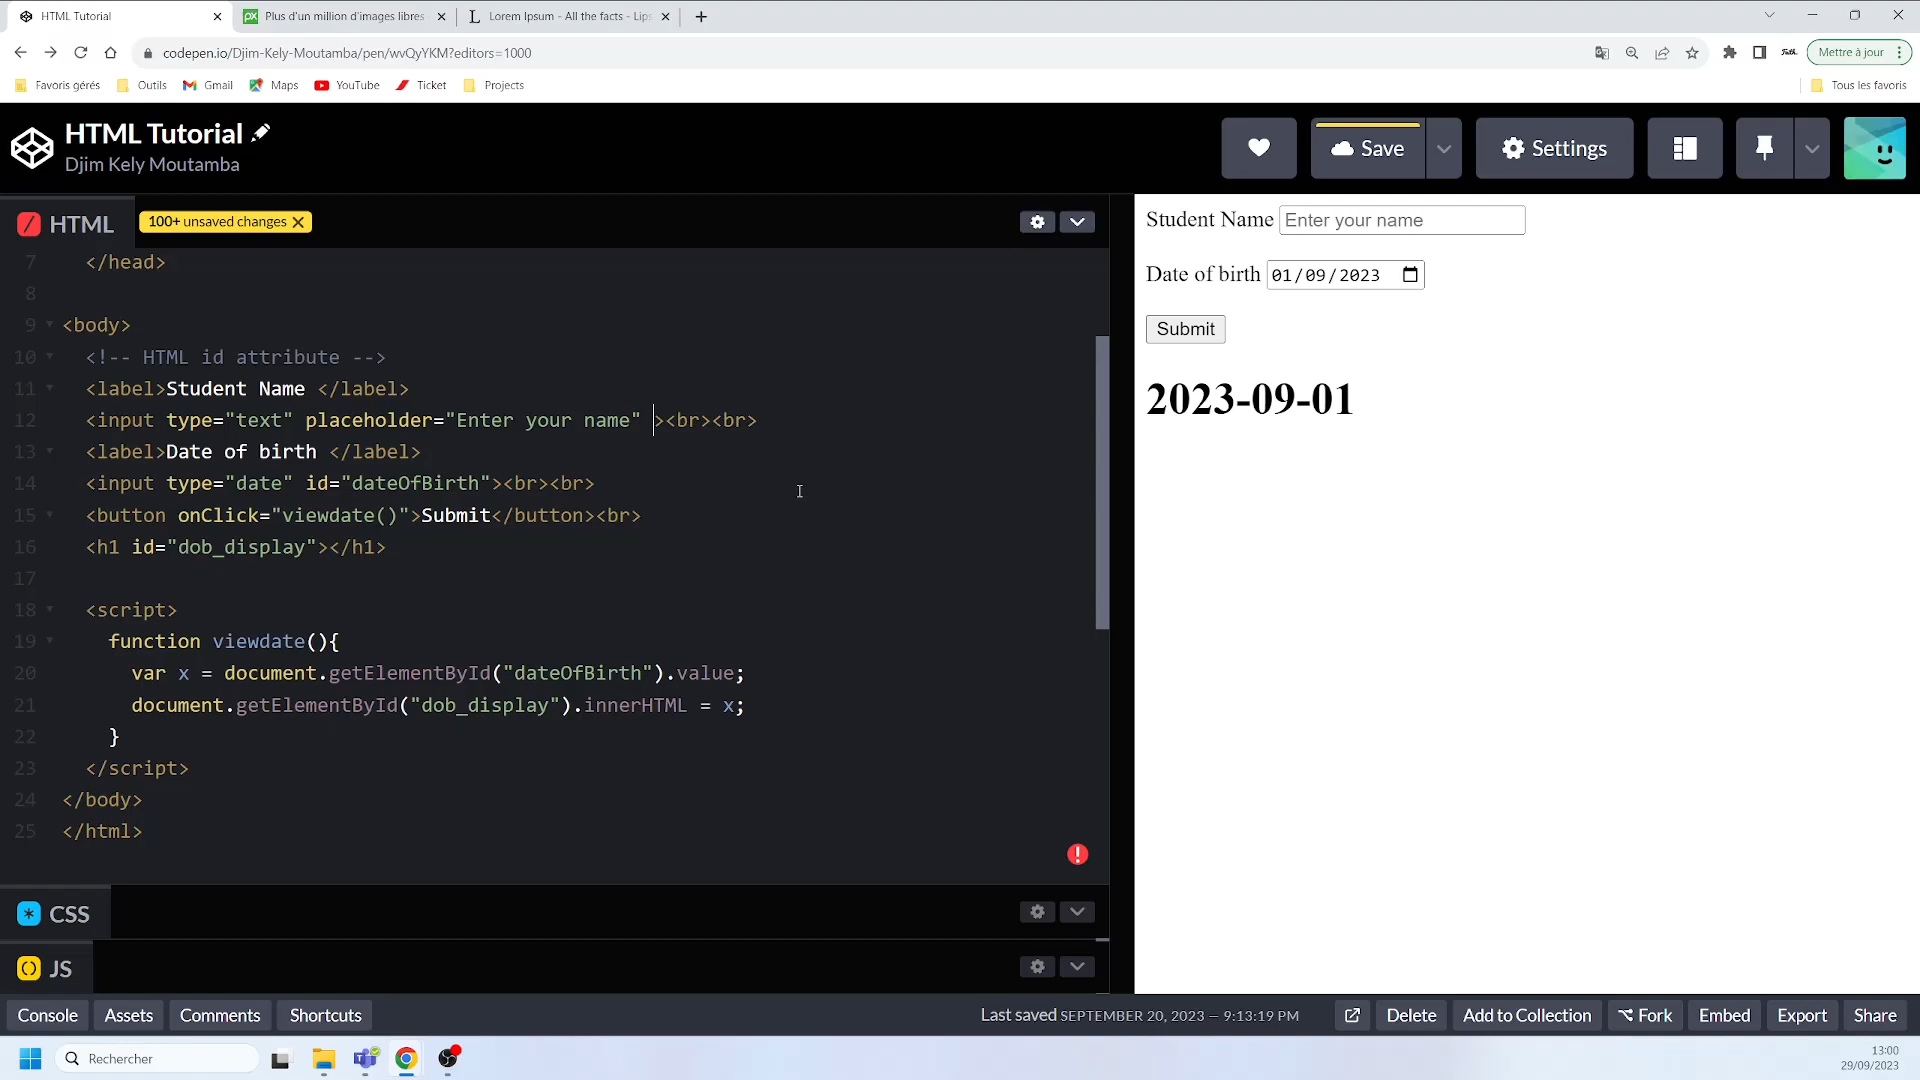 HTML Tutorial
Plus d'un million d'images libres
Lorem Ipsum - All the facts - Lips
codepen.io/Djim-Kely-Moutamba/pen/wvQyYKM?editors=1000
Mettre à jour
Favoris gérés
Outils
Gmail
Maps
YouTube
Ticket
Projects
Tous les favoris
HTML Tutorial
Djim Kely Moutamba
Save
Settings
HTML
100+ unsaved changes
7 </head>
8
9 <body>
10 <!-- HTML id attribute -->
11 <label>Student Name </label>
12 <input type="text" placeholder="Enter your name" ><br><br>
13 <label>Date of birth </label>
14 <input type="date" id="dateOfBirth"><br><br>
15 <button onClick="viewdate()">Submit</button><br>
16 <h1 id="dob_display"></h1>
17
18 <script>
19 function viewdate(){
20 var x = document.getElementById("dateOfBirth").value;
21 document.getElementById("dob_display").innerHTML = x;
22 }
23 </script>
24 </body>
25 </html>
Student Name Enter your name
Date of birth 01/09/2023
Submit
2023-09-01
CSS
JS
Console
Assets
Comments
Shortcuts
Last saved SEPTEMBER 20, 2023 — 9:13:19 PM
Delete
Add to Collection
Fork
Embed
Export
Share
Rechercher
13:00
29/09/2023